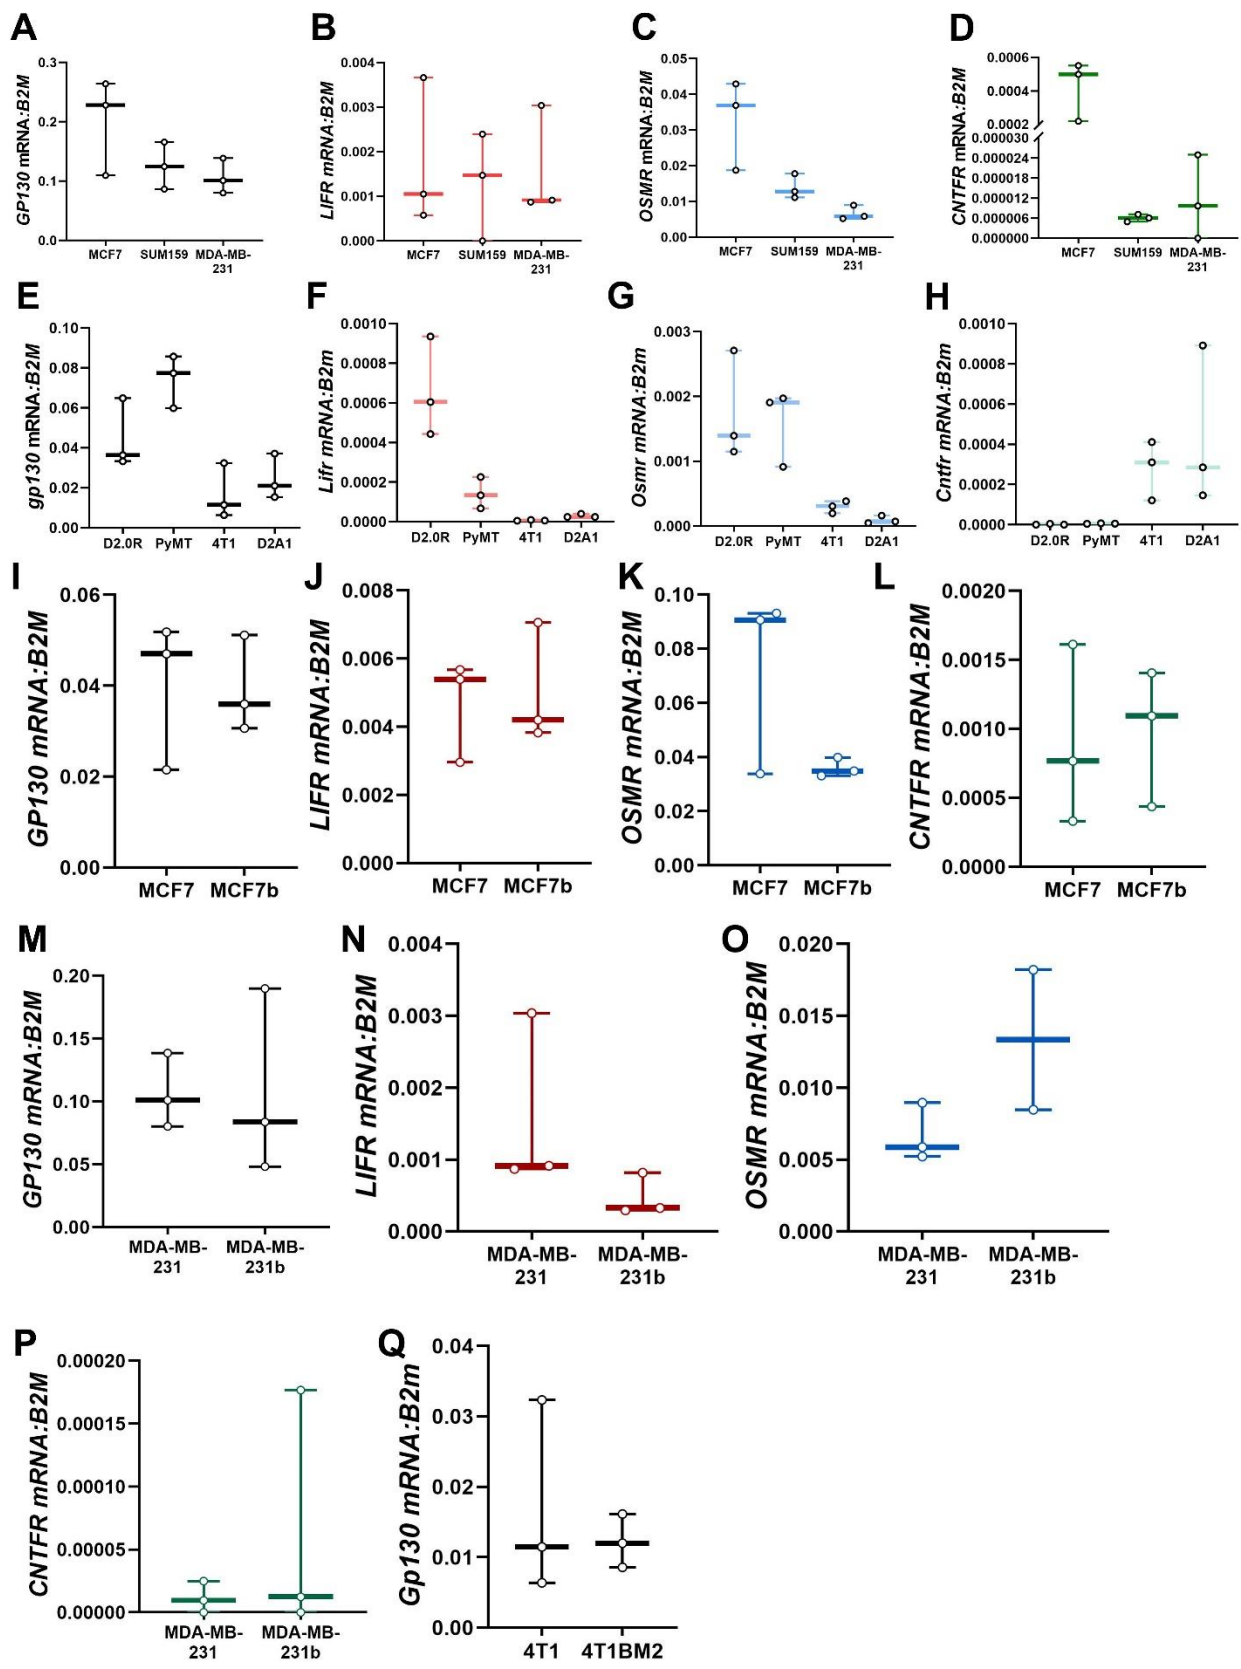 A
GP130 mRNA:B2M
0.3
0.2
0.1
0.0
MCF7 SUM159 MDA-MB-
231
B
LIFR mRNA:B2M
0.004
0.003
0.002
0.001
0.000
MCF7 SUM159 MDA-MB-
231
C
OSMR mRNA:B2M
0.05
0.04
0.03
0.02
0.01
0.00
MCF7 SUM159 MDA-MB-
231
D
CNTFR mRNA:B2M
0.0006
0.0004
0.0002
0.000030
0.000024
0.000018
0.000012
0.000006
0.000000
MCF7 SUM159 MDA-MB-
231
E
gp130 mRNA:B2M
0.10
0.08
0.06
0.04
0.02
0.00
D2.0R PyMT 4T1 D2A1
F
Lifr mRNA:B2m
0.0010
0.0008
0.0006
0.0004
0.0002
0.0000
D2.0R PyMT 4T1 D2A1
G
Osmr mRNA:B2m
0.003
0.002
0.001
0.000
D2.0R PyMT 4T1 D2A1
H
Cntfr mRNA:B2m
0.0010
0.0008
0.0006
0.0004
0.0002
0.0000
D2.0R PyMT 4T1 D2A1
I
GP130 mRNA:B2M
0.06
0.04
0.02
0.00
MCF7 MCF7b
J
LIFR mRNA:B2M
0.008
0.006
0.004
0.002
0.000
MCF7 MCF7b
K
OSMR mRNA:B2M
0.10
0.08
0.06
0.04
0.02
0.00
MCF7 MCF7b
L
CNTFR mRNA:B2M
0.0020
0.0015
0.0010
0.0005
0.0000
MCF7 MCF7b
M
GP130 mRNA:B2M
0.20
0.15
0.10
0.05
0.00
MDA-MB- MDA-MB-
231 231b
N
LIFR mRNA:B2M
0.004
0.003
0.002
0.001
0.000
MDA-MB- MDA-MB-
231 231b
O
OSMR mRNA:B2M
0.020
0.015
0.010
0.005
0.000
MDA-MB- MDA-MB-
231 231b
P
CNTFR mRNA:B2M
0.00020
0.00015
0.00010
0.00005
0.00000
MDA-MB- MDA-MB-
231 231b
Q
Gp130 mRNA:B2m
0.04
0.03
0.02
0.01
0.00
4T1 4T1BM2